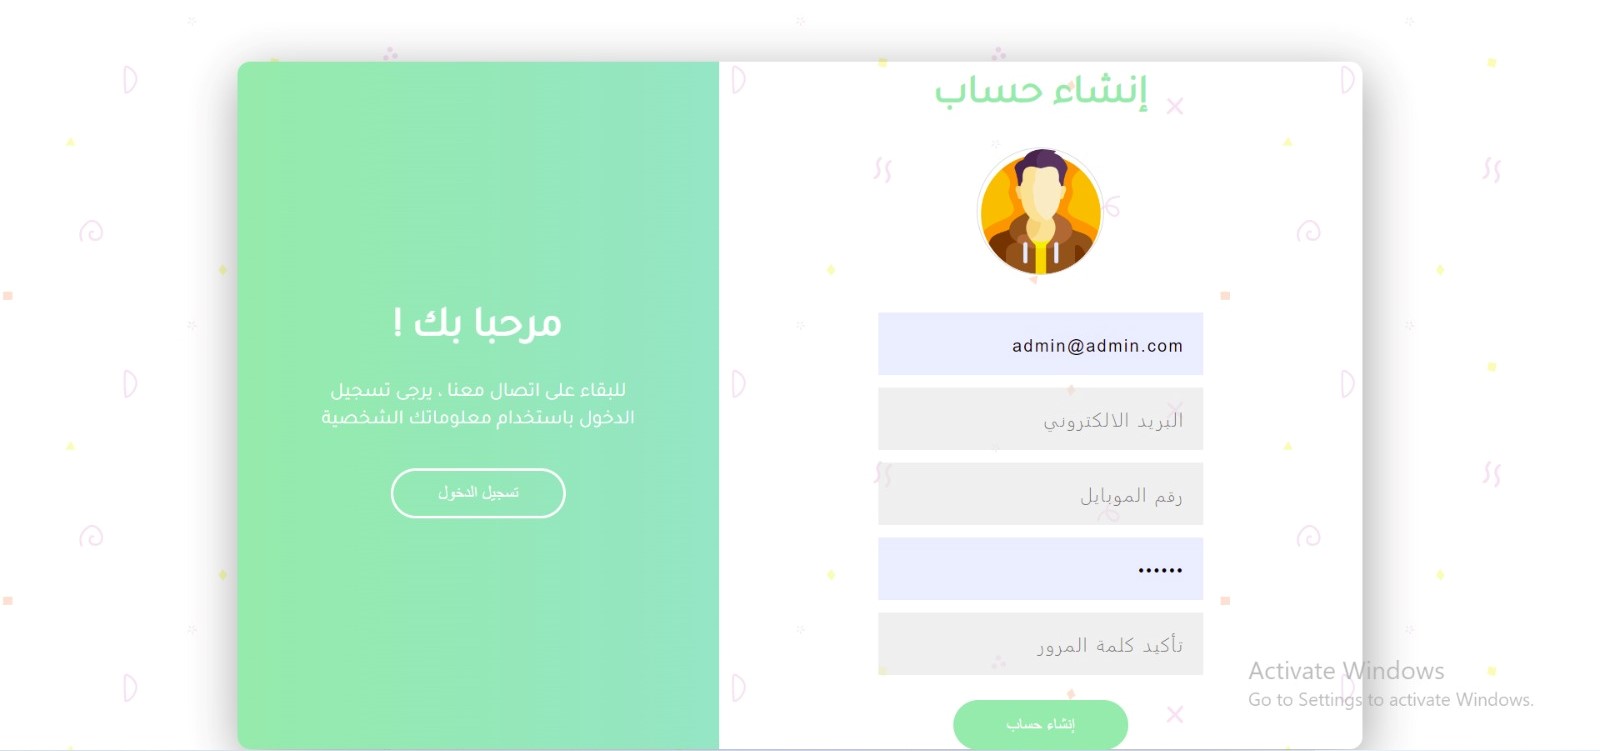 إنشاء حساب
admin@admin.com
البريد الالكتروني
رقم الموبايل
••••••
تأكيد كلمة المرور
إنشاء حساب
مرحبا بك !
للبقاء على اتصال معنا ، يرجى تسجيل
الدخول باستخدام معلوماتك الشخصية
تسجيل الدخول
Activate Windows
Go to Settings to activate Windows.